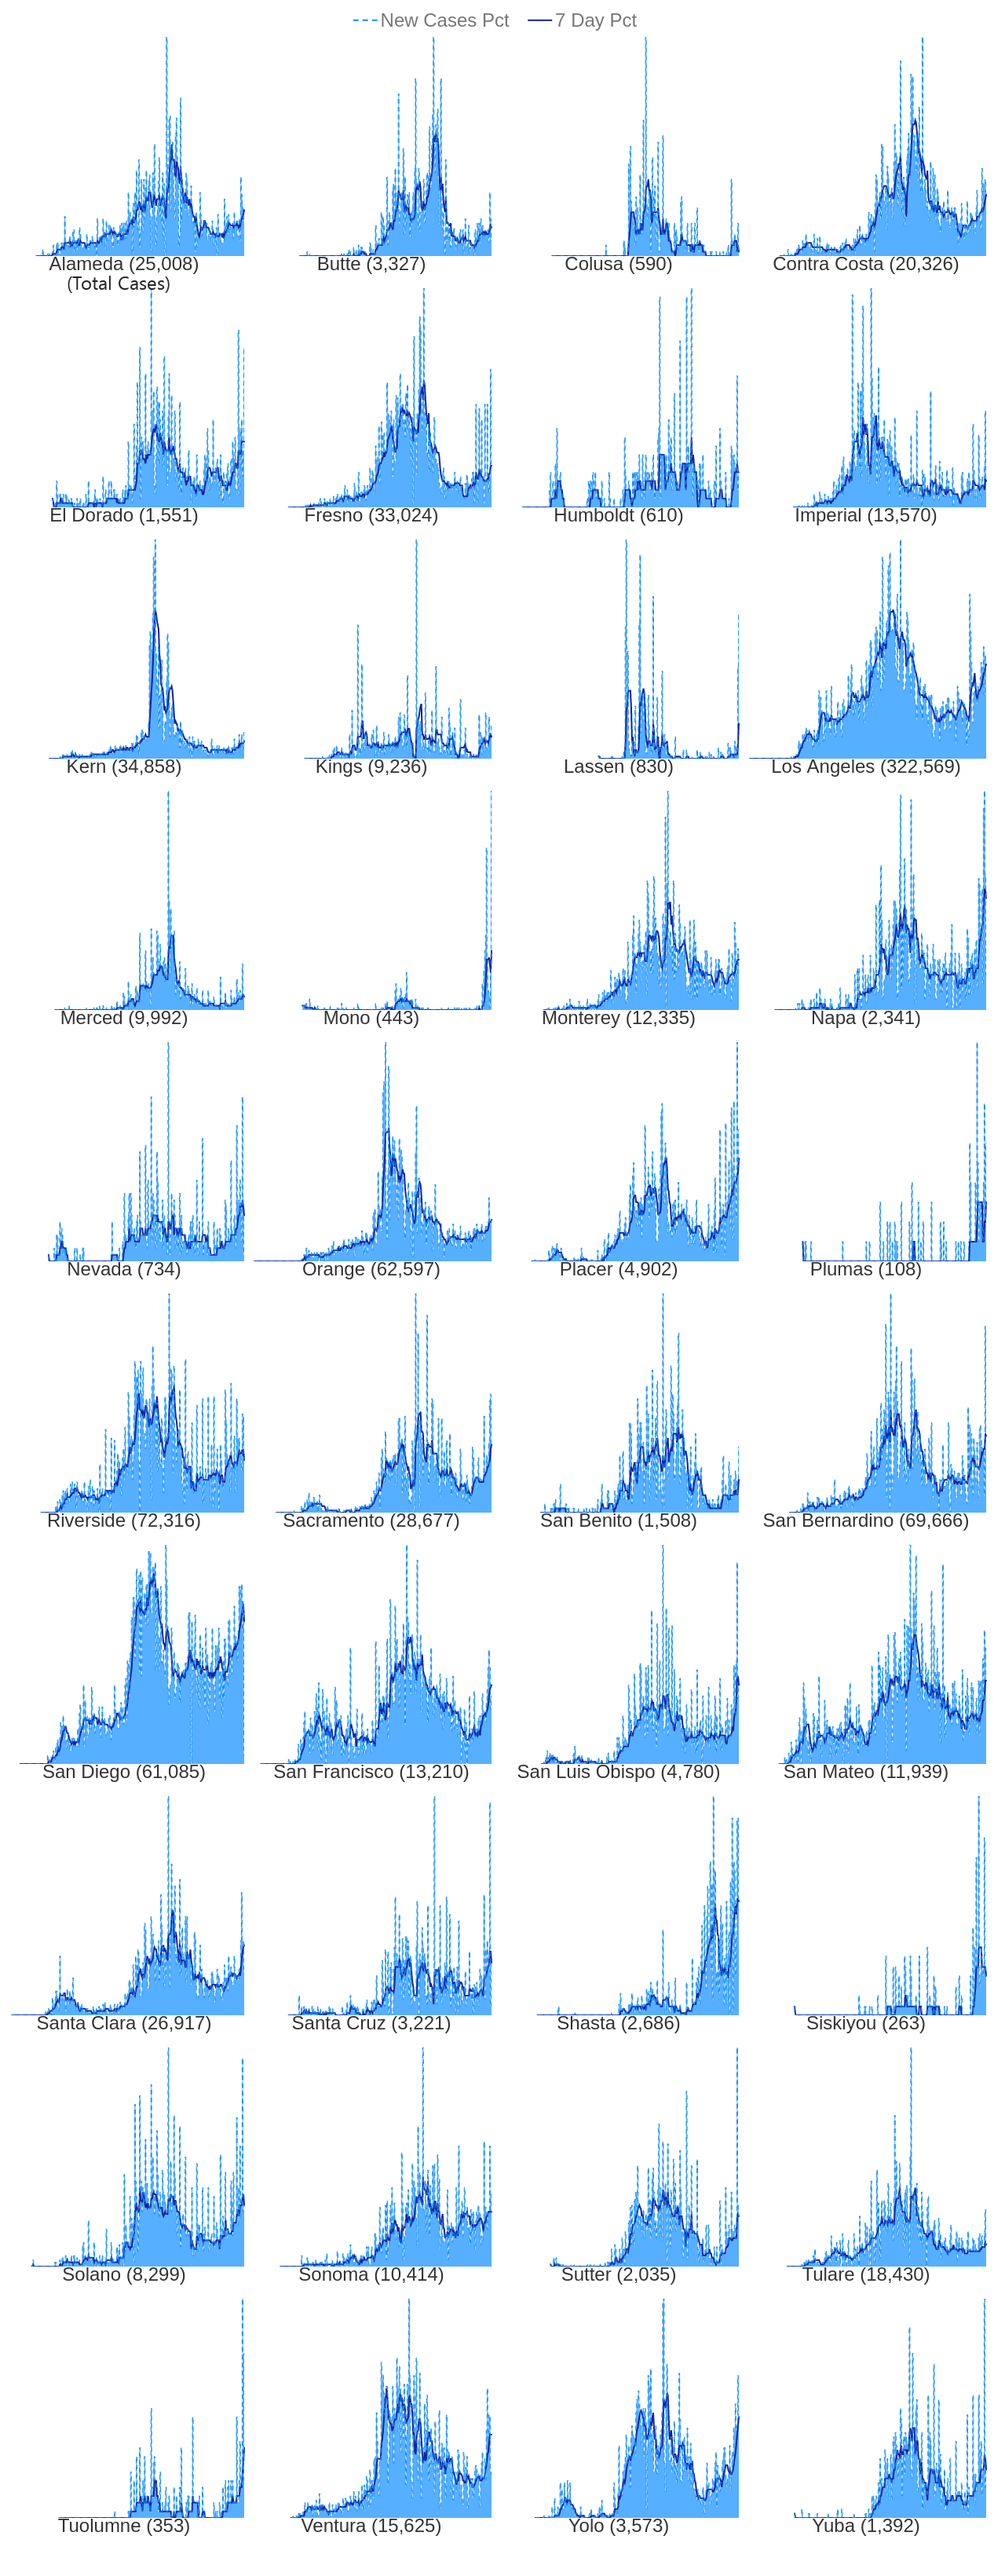 New Cases Pct 7 Day Pct
Alameda (25,008) Butte (3,327) Colusa (590) Contra Costa (20,326)
(Total Cases)
El Dorado (1,551) Fresno (33,024) Humboldt (610) Imperial (13,570)
Kern (34,858) Kings (9,236) Lassen (830) Los Angeles (322,569)
Merced (9,992) Mono (443) Monterey (12,335) Napa (2,341)
Nevada (734) Orange (62,597) Placer (4,902) Plumas (108)
Riverside (72,316) Sacramento (28,677) San Benito (1,508) San Bernardino (69,666)
San Diego (61,085) San Francisco (13,210) San Luis Obispo (4,780) San Mateo (11,939)
Santa Clara (26,917) Santa Cruz (3,221) Shasta (2,686) Siskiyou (263)
Solano (8,299) Sonoma (10,414) Sutter (2,035) Tulare (18,430)
Tuolumne (353) Ventura (15,625) Yolo (3,573) Yuba (1,392)